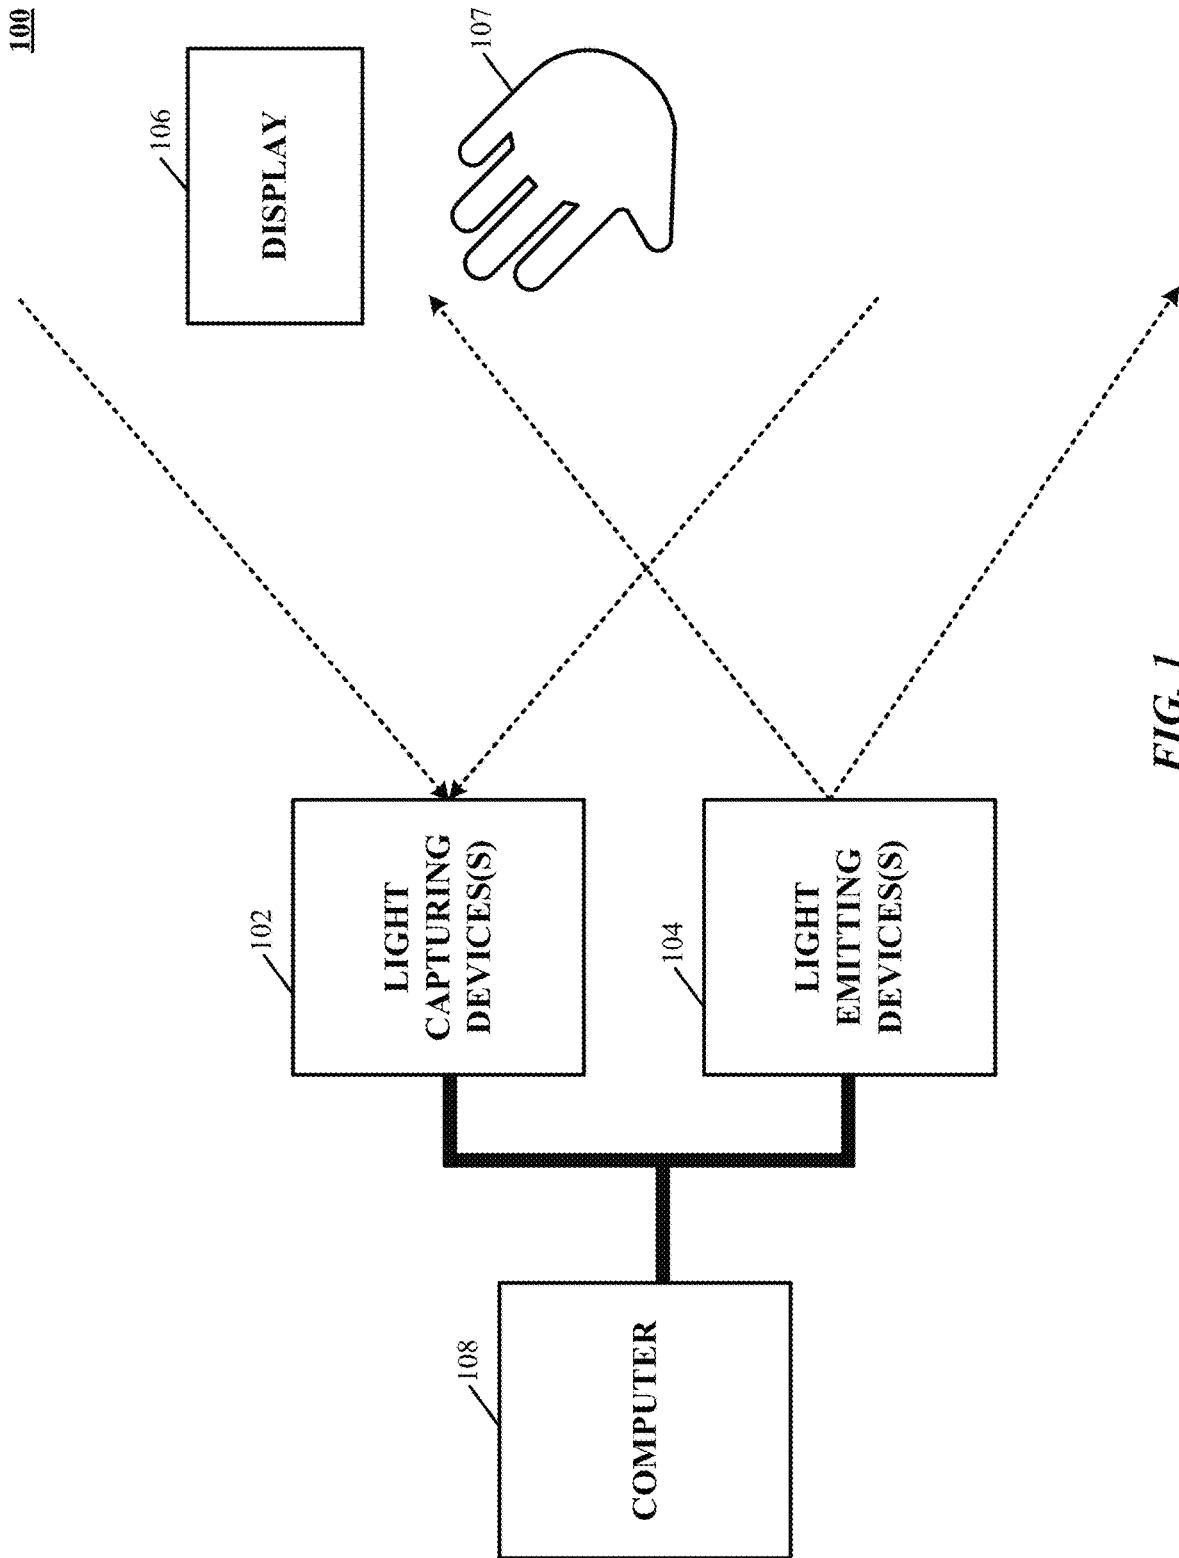 100
106
DISPLAY
107
102
LIGHT
CAPTURING
DEVICES(S)
104
LIGHT
EMITTING
DEVICES(S)
108
COMPUTER
FIG. 1